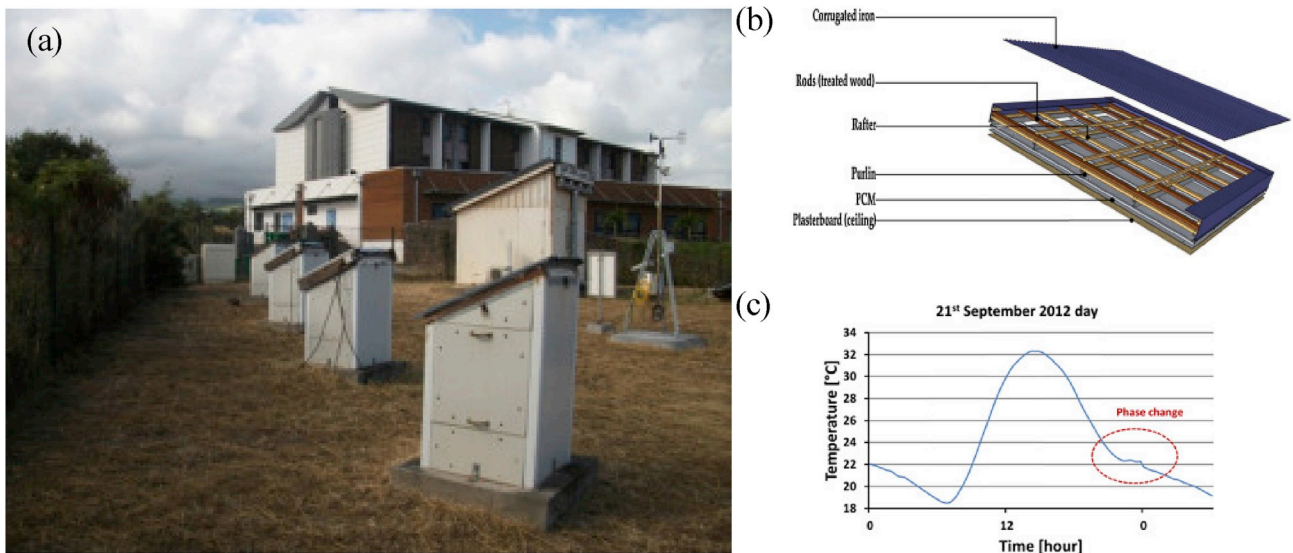 (a)
(b)
Corrugated iron
Rods (treated wood)
Rafter
Purlin
PCM
Plasterboard (ceiling)
(c)
21st September 2012 day
Temperature [°C]
34
32
30
28
26
24
22
20
18
Phase change
0
12
0
Time [hour]